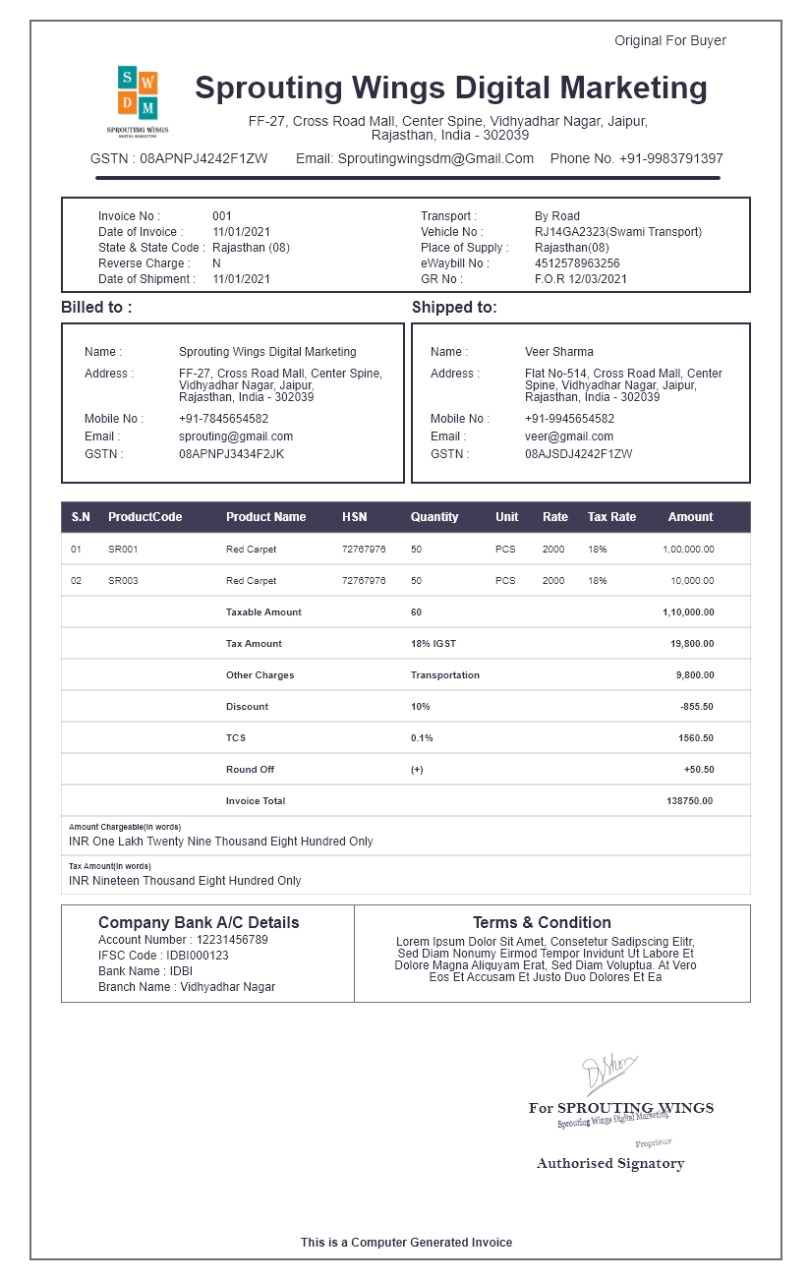 Original For Buyer
S W
D M
SPROUTING WINGS
DIGITAL MARKETING
Sprouting Wings Digital Marketing
FF-27, Cross Road Mall, Center Spine, Vidhyadhar Nagar, Jaipur,
Rajasthan, India - 302039
GSTN : 08APNPJ4242F1ZW Email: Sproutingwingsdm@Gmail.Com Phone No. +91-9983791397
Invoice No : 001 Transport : By Road
Date of Invoice : 11/01/2021 Vehicle No : RJ14GA2323(Swami Transport)
State & State Code : Rajasthan (08) Place of Supply : Rajasthan(08)
Reverse Charge : N eWaybill No : 4512578963256
Date of Shipment : 11/01/2021 GR No : F.O.R 12/03/2021
Billed to :
Name : Sprouting Wings Digital Marketing
Address : FF-27, Cross Road Mall, Center Spine,
Vidhyadhar Nagar, Jaipur,
Rajasthan, India - 302039
Mobile No : +91-7845654582
Email : sprouting@gmail.com
GSTN : 08APNPJ3434F2JK
Shipped to:
Name : Veer Sharma
Address : Flat No-514, Cross Road Mall, Center
Spine, Vidhyadhar Nagar, Jaipur,
Rajasthan, India - 302039
Mobile No : +91-9945654582
Email : veer@gmail.com
GSTN : 08AJSDJ4242F1ZW
S.N ProductCode Product Name HSN Quantity Unit Rate Tax Rate Amount
01 SR001 Red Carpet 72767976 50 PCS 2000 18% 1,00,000.00
02 SR003 Red Carpet 72767976 50 PCS 2000 18% 10,000.00
Taxable Amount 60 1,10,000.00
Tax Amount 18% IGST 19,800.00
Other Charges Transportation 9,800.00
Discount 10% -855.50
TCS 0.1% 1560.50
Round Off (+) +50.50
Invoice Total 138750.00
Amount Chargeable(In words)
INR One Lakh Twenty Nine Thousand Eight Hundred Only
Tax Amount(In words)
INR Nineteen Thousand Eight Hundred Only
Company Bank A/C Details
Account Number : 12231456789
IFSC Code : IDBI000123
Bank Name : IDBI
Branch Name : Vidhyadhar Nagar
Terms & Condition
Lorem Ipsum Dolor Sit Amet, Consetetur Sadipscing Elitr,
Sed Diam Nonumy Eirmod Tempor Invidunt Ut Labore Et
Dolore Magna Aliquyam Erat, Sed Diam Voluptua. At Vero
Eos Et Accusam Et Justo Duo Dolores Et Ea
For SPROUTING WINGS
Sprouting Wings Digital Marketing
Proprietor
Authorised Signatory
This is a Computer Generated Invoice